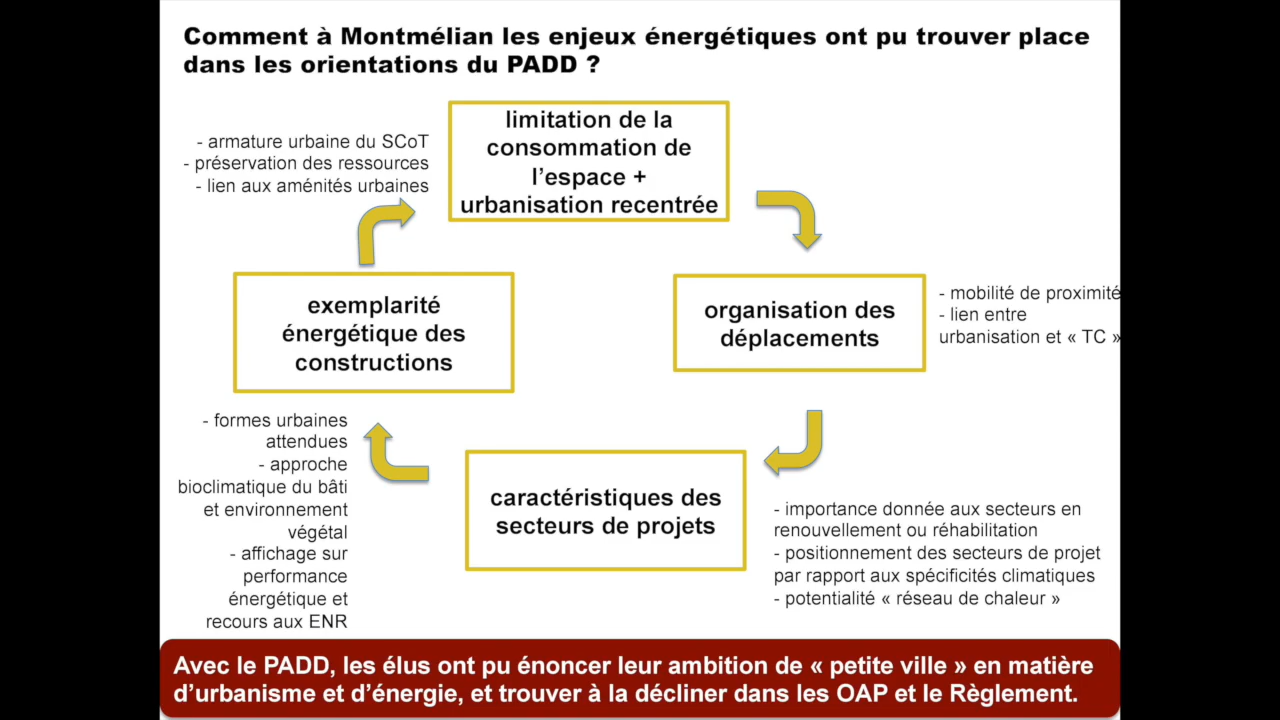 Comment à Montmélian les enjeux énergétiques ont pu trouver place
dans les orientations du PADD ?
- armature urbaine du SCoT
- préservation des ressources
- lien aux aménités urbaines
limitation de la
consommation de
l'espace +
urbanisation recentrée
exemplarité
énergétique des
constructions
organisation des
déplacements
- mobilité de proximité
- lien entre
urbanisation et « TC »
- formes urbaines
attendues
- approche
bioclimatique du bâti
et environnement
végétal
- affichage sur
performance
énergétique et
recours aux ENR
caractéristiques des
secteurs de projets
- importance donnée aux secteurs en
renouvellement ou réhabilitation
- positionnement des secteurs de projet
par rapport aux spécificités climatiques
- potentialité « réseau de chaleur »
Avec le PADD, les élus ont pu énoncer leur ambition de « petite ville » en matière
d'urbanisme et d'énergie, et trouver à la décliner dans les OAP et le Règlement.